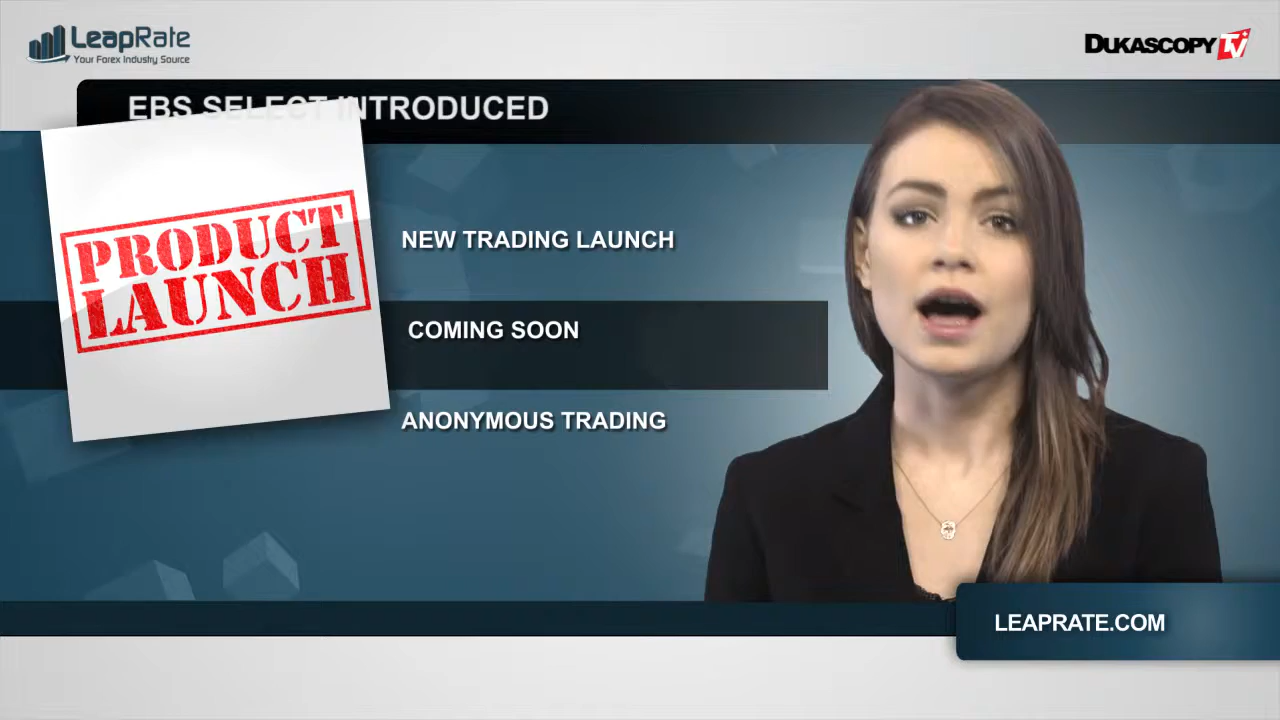 LeapRate
Your Forex Industry Source
DUKASCOPY TV
EBS SELECT INTRODUCED
PRODUCT
LAUNCH
NEW TRADING LAUNCH
COMING SOON
ANONYMOUS TRADING
LEAPRATE.COM